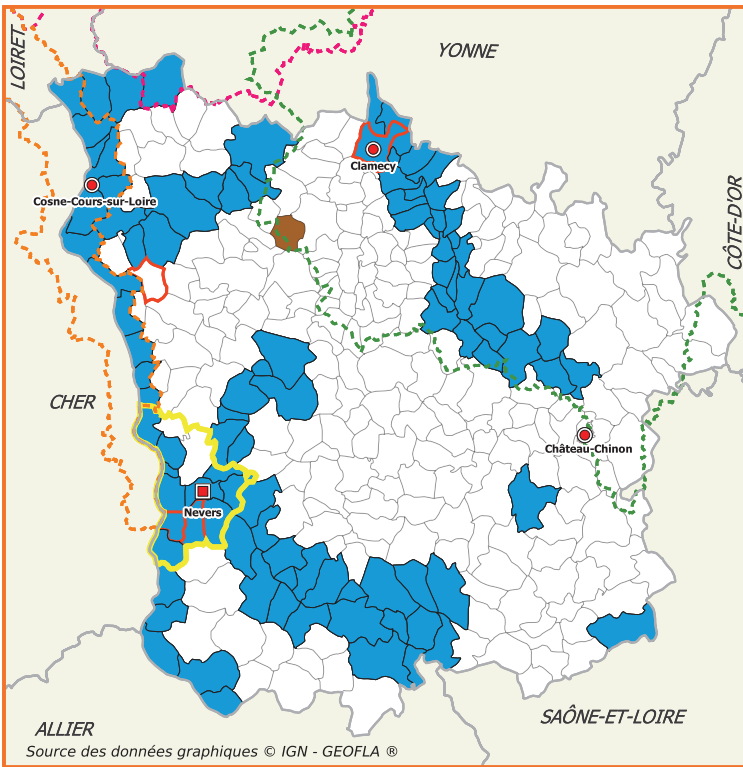 LOIRET
YONNE
Clamecy
Cosne-Cours-sur-Loire
CÔTE-D'OR
CHER
Château-Chinon
Nevers
SAÔNE-ET-LOIRE
ALLIER
Source des données graphiques © IGN - GEOFLA ®